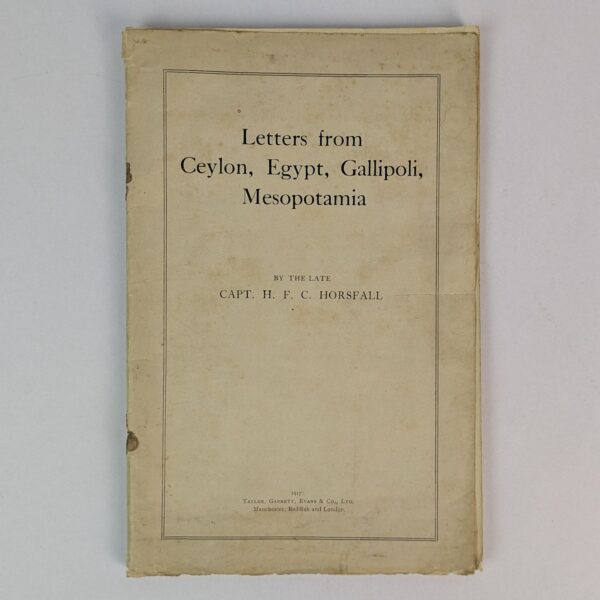 Letters from
Ceylon, Egypt, Gallipoli,
Mesopotamia
BY THE LATE
CAPT. H. F. C. HORSFALL
1917:
TAYLOR, GARNETT, EVANS & CO., LTD.
Manchester, Reddish and London.